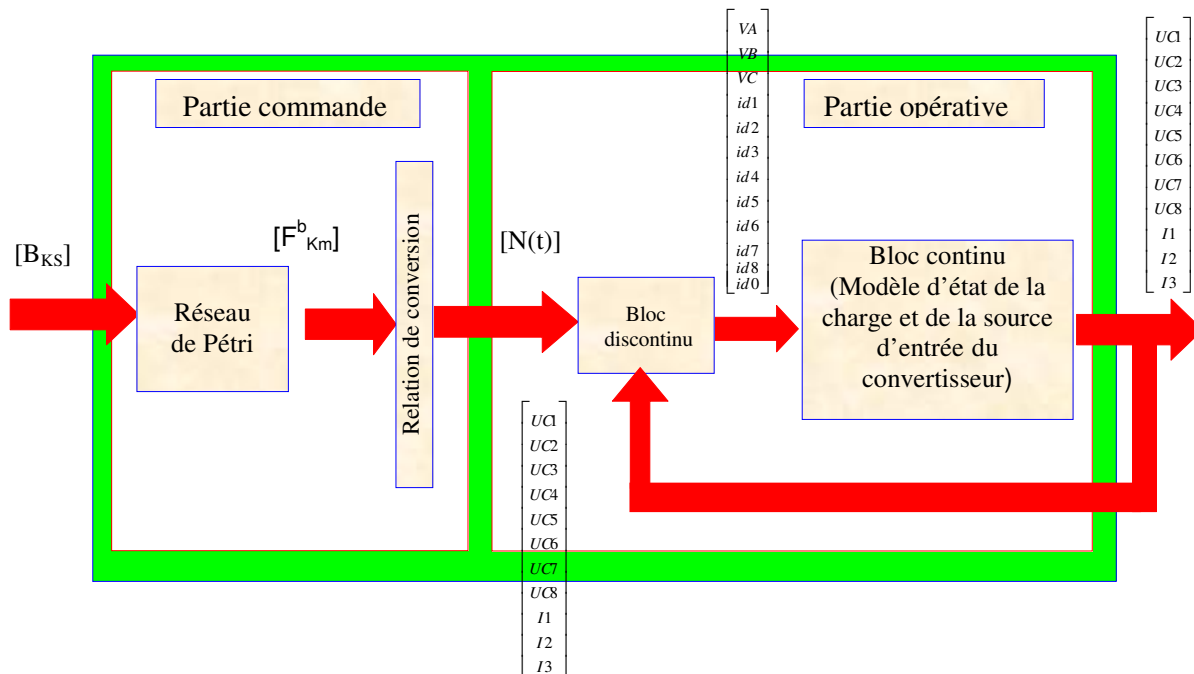 Partie commande
Partie opérative
[B_KS]
Réseau
de Pétri
[F^b_Km]
Relation de conversion
[N(t)]
Bloc
discontinu
VA
VB
VC
id1
id2
id3
id4
id5
id6
id7
id8
id0
Bloc continu
(Modèle d'état de la
charge et de la source
d'entrée du
convertisseur)
UC1
UC2
UC3
UC4
UC5
UC6
UC7
UC8
I1
I2
I3
UC1
UC2
UC3
UC4
UC5
UC6
UC7
UC8
I1
I2
I3